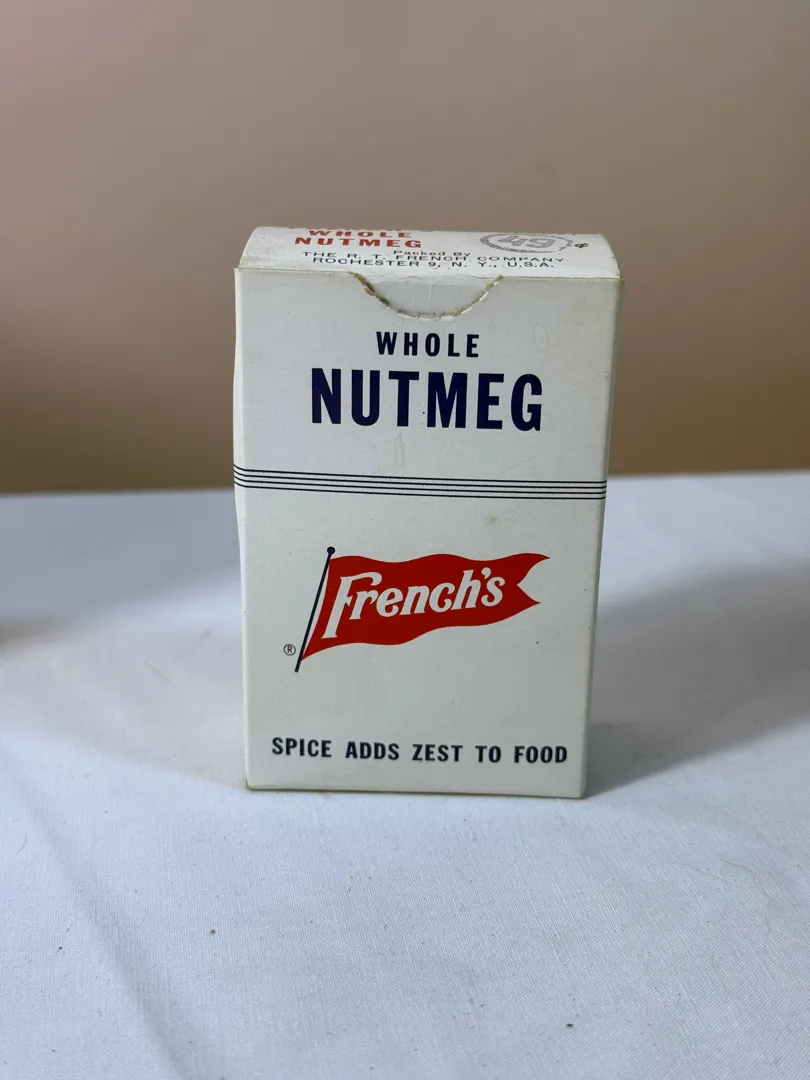 WHOLE
NUTMEG
49¢
Packed By
THE R. T. FRENCH COMPANY
ROCHESTER 9, N. Y., U.S.A.
WHOLE
NUTMEG
French's
®
SPICE ADDS ZEST TO FOOD